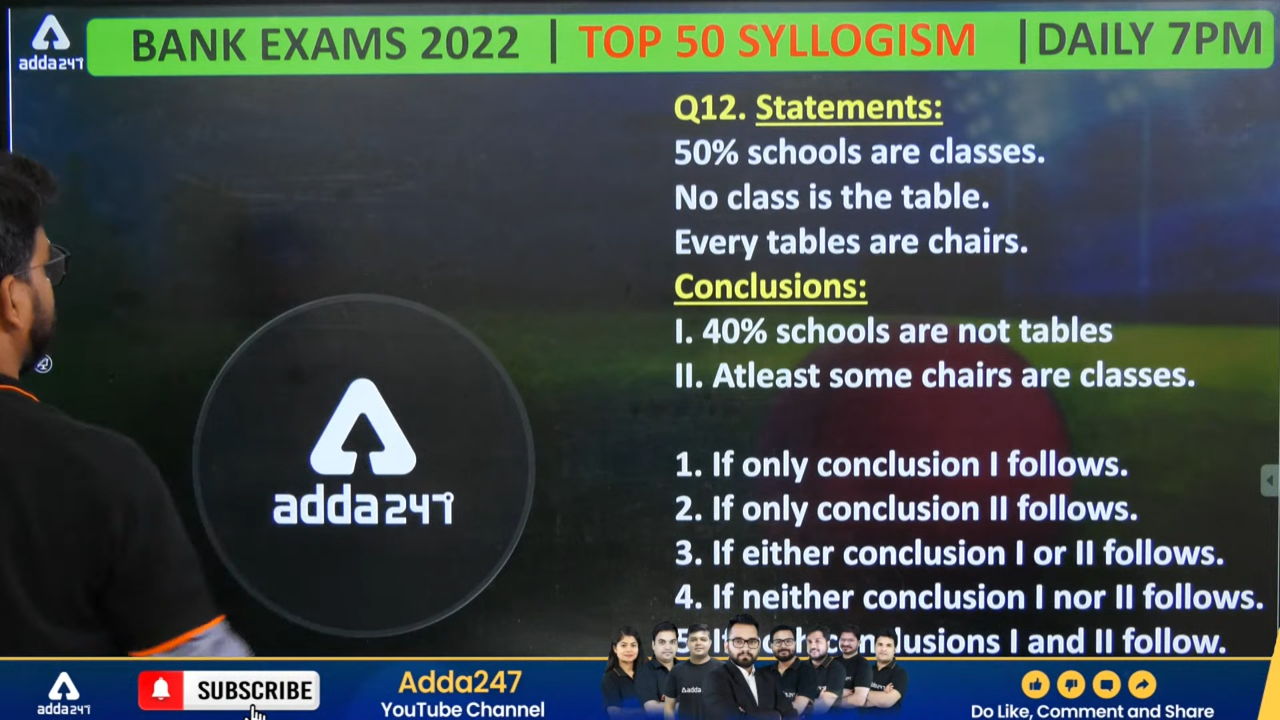 adda247
BANK EXAMS 2022 | TOP 50 SYLLOGISM | DAILY 7PM
Q12. Statements:
50% schools are classes.
No class is the table.
Every tables are chairs.
Conclusions:
I. 40% schools are not tables
II. Atleast some chairs are classes.
1. If only conclusion I follows.
2. If only conclusion II follows.
3. If either conclusion I or II follows.
4. If neither conclusion I nor II follows.
I and II follow.
adda247
adda247
SUBSCRIBE
Adda247
YouTube Channel
Do Like, Comment and Share